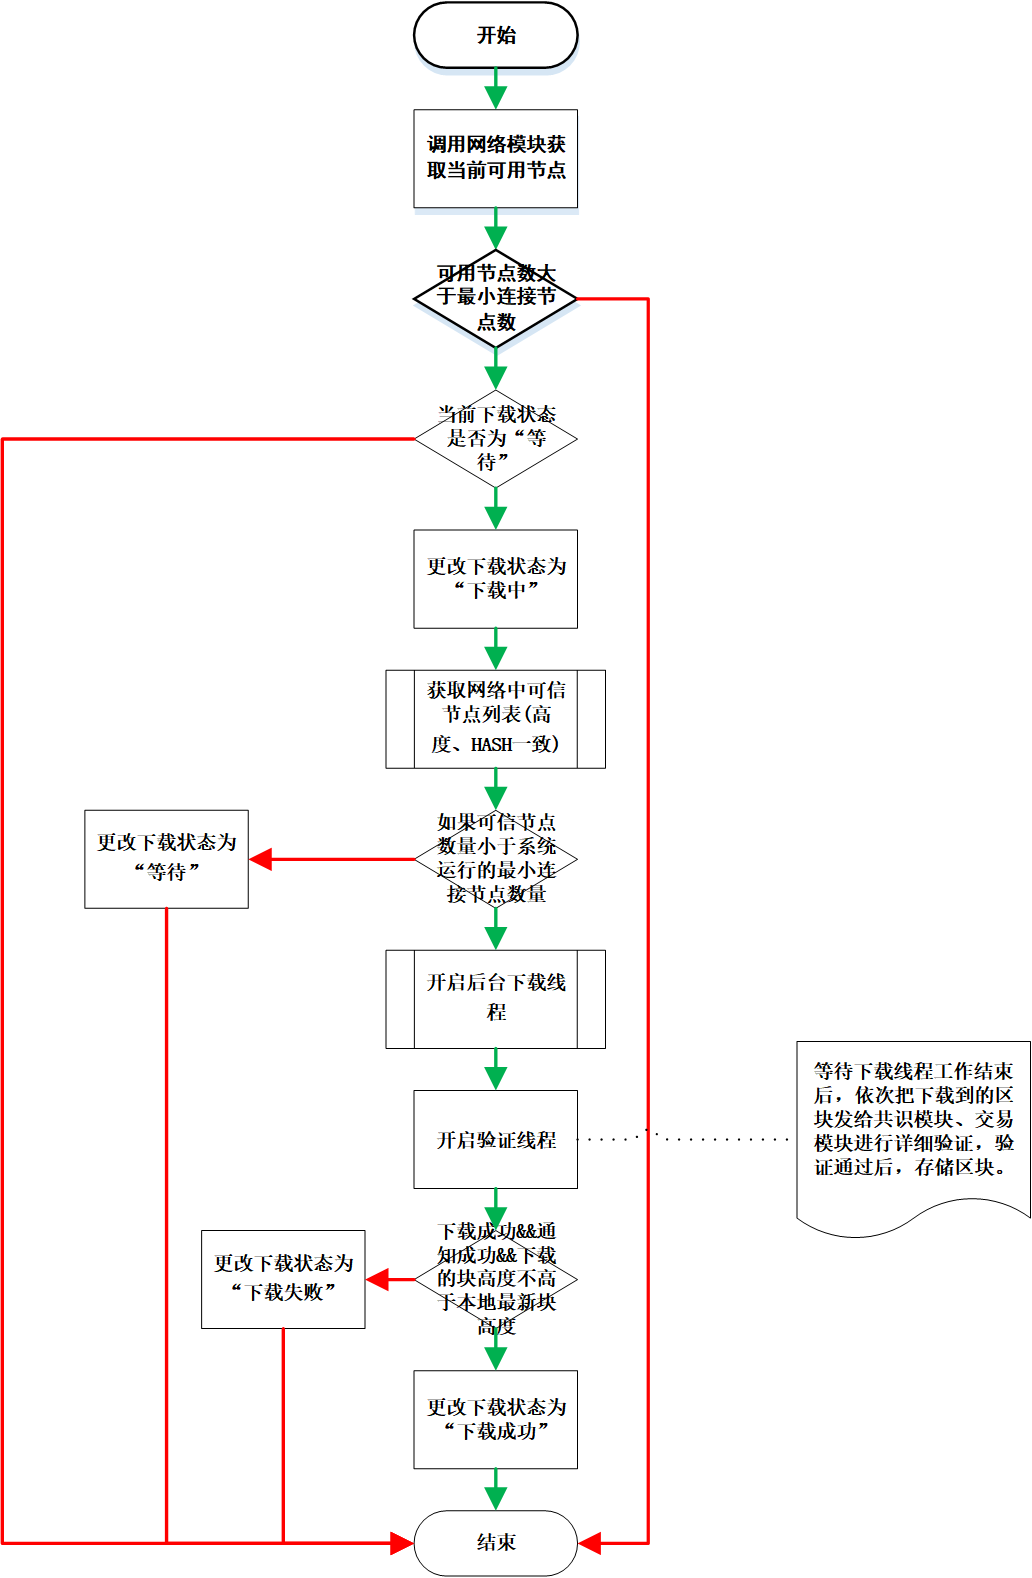 开始
调用网络模块获
取当前可用节点
可用节点数大
于最小连接节
点数
当前下载状态
是否为“等
待”
更改下载状态为
“下载中”
获取网络中可信
节点列表(高
度、HASH一致)
如果可信节点
数量小于系统
运行的最小连
接节点数量
更改下载状态为
“等待”
开启后台下载线
程
开启验证线程
等待下载线程工作结束
后，依次把下载到的区
块发给共识模块、交易
模块进行详细验证，验
证通过后，存储区块。
下载成功&&通
知成功&&下载
的块高度不高
于本地最新块
高度
更改下载状态为
“下载失败”
更改下载状态为
“下载成功”
结束